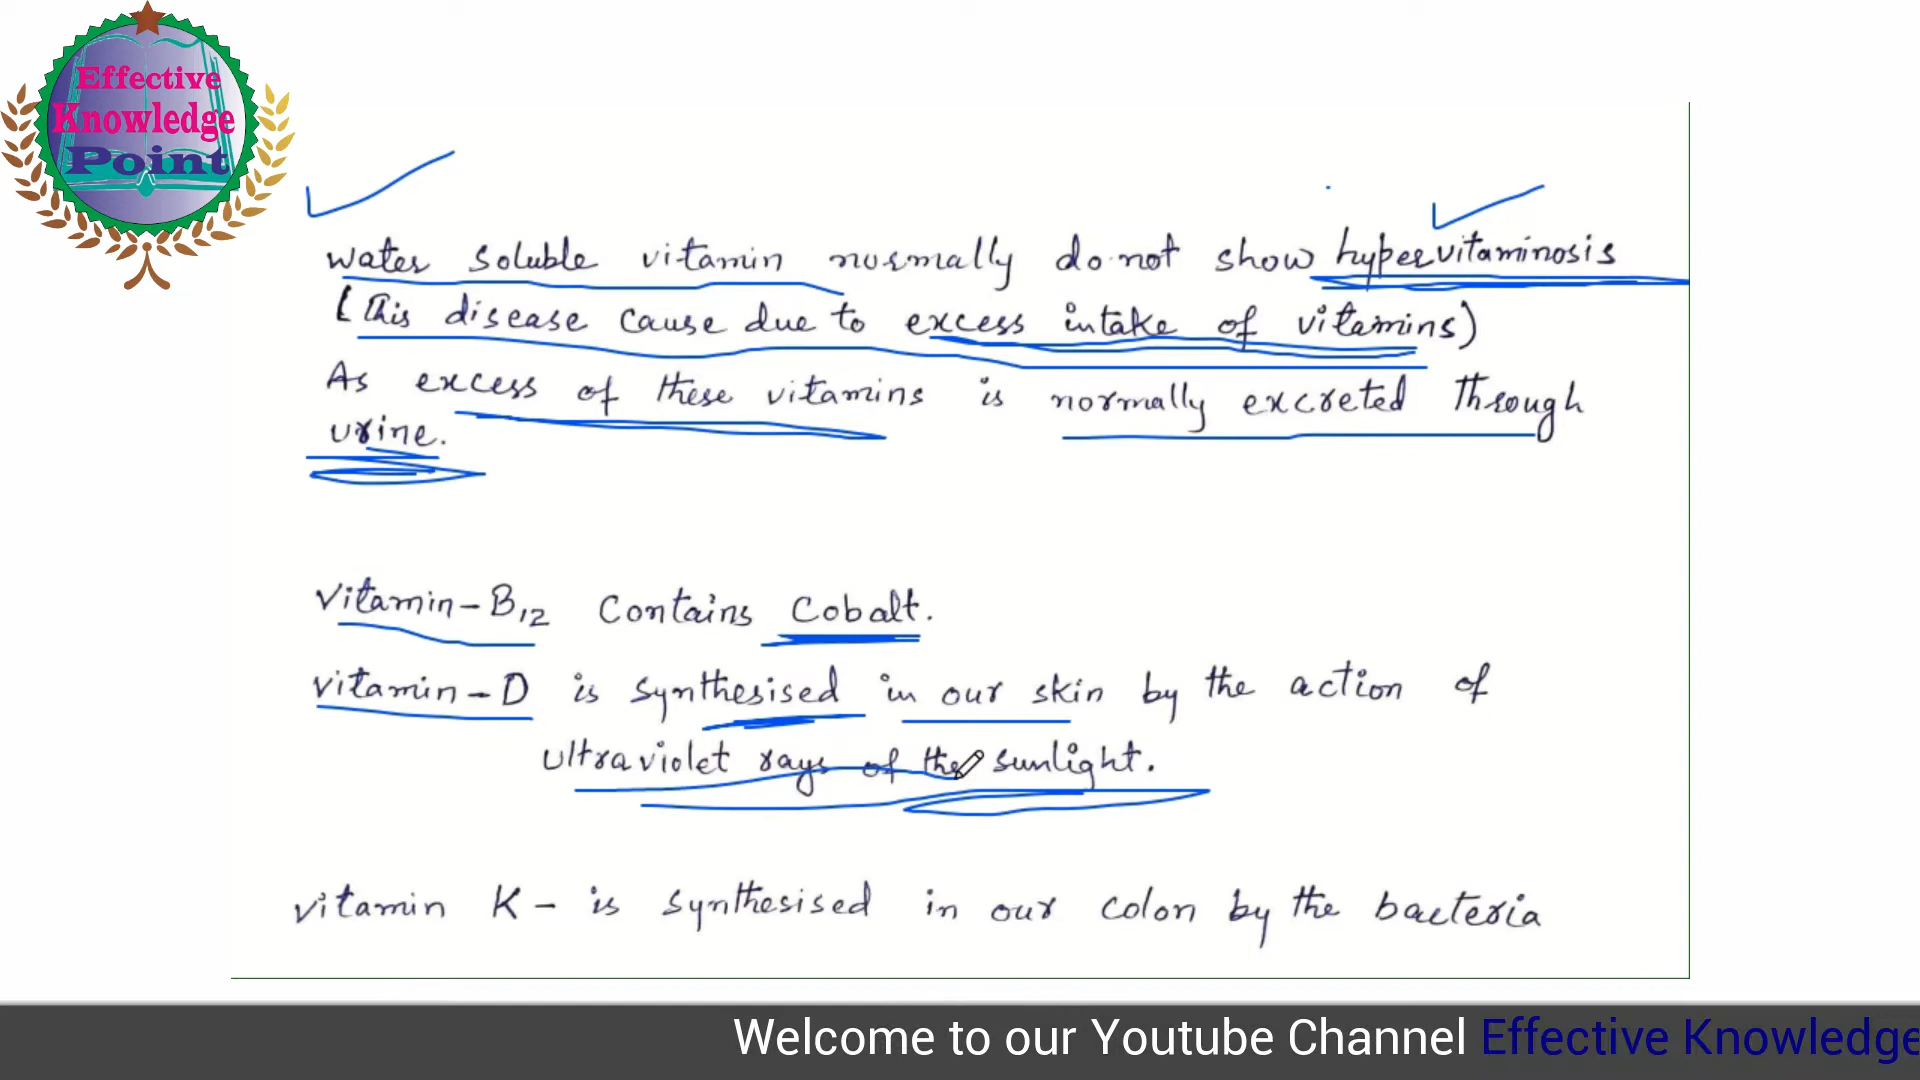 Effective
Knowledge
Point
water soluble vitamin normally do not show hypervitaminosis
(This disease cause due to excess intake of vitamins)
As excess of these vitamins is normally excreted through
urine.
Vitamin-B12 Contains Cobalt.
vitamin-D is synthesised in our skin by the action of
ultraviolet rays of the sunlight.
vitamin K- is synthesised in our colon by the bacteria
Welcome to our Youtube Channel Effective Knowledge